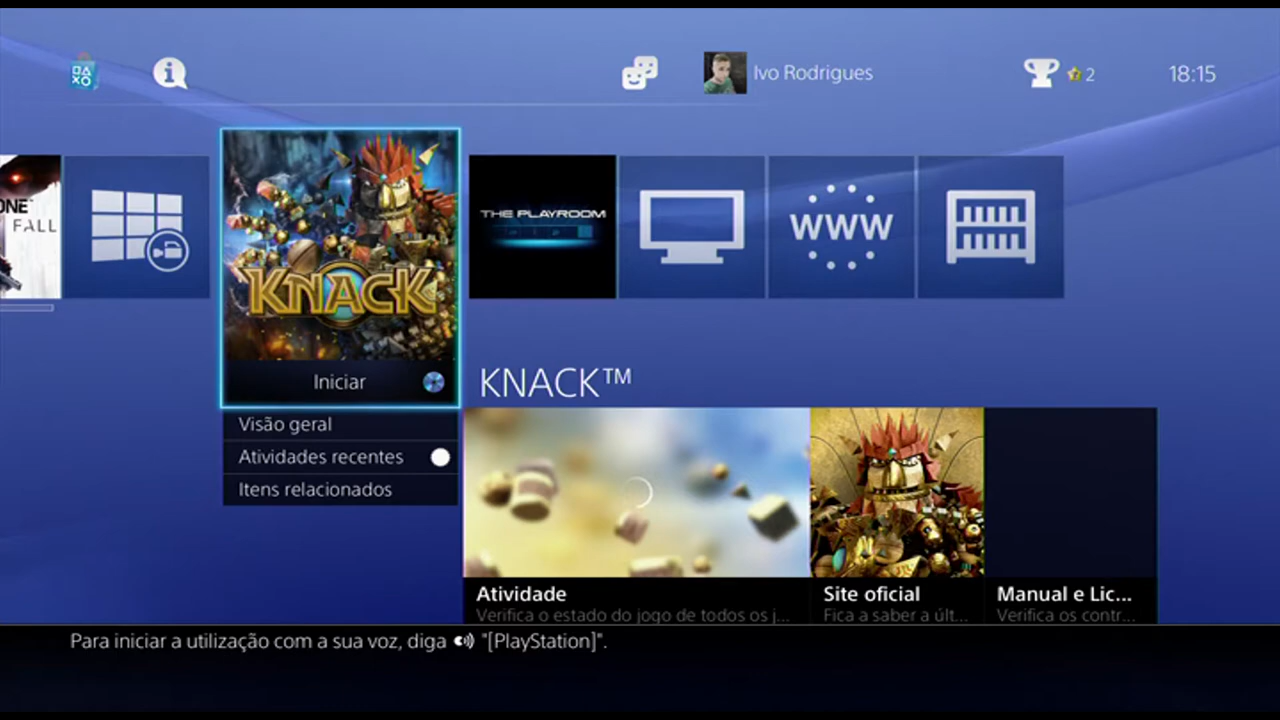 Ivo Rodrigues
2
18:15
ONE
FALL
THE PLAYROOM
WWW
KNACK
Iniciar
KNACK™
Visão geral
Atividades recentes
Itens relacionados
Atividade
Site oficial
Manual e Lic...
Verifica o estado do jogo de todos os j...
Fica a saber a últ...
Verifica os contr...
Para iniciar a utilização com a sua voz, diga "[PlayStation]".